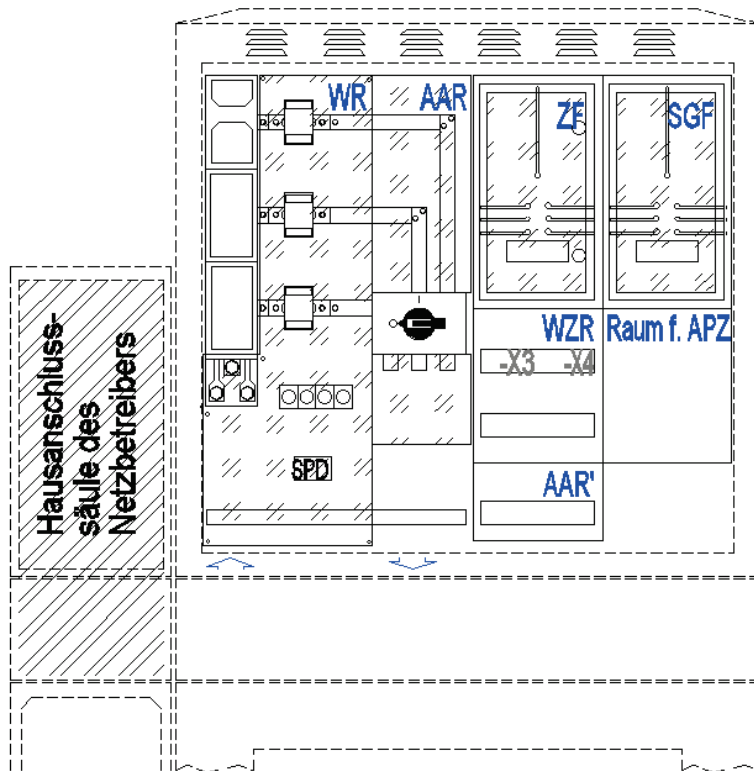 WR
AAR
ZF
SGF
WZR
Raum f. APZ
-X3
-X4
AAR'
SPD
Hausanschluss-
säule des
Netzbetreibers